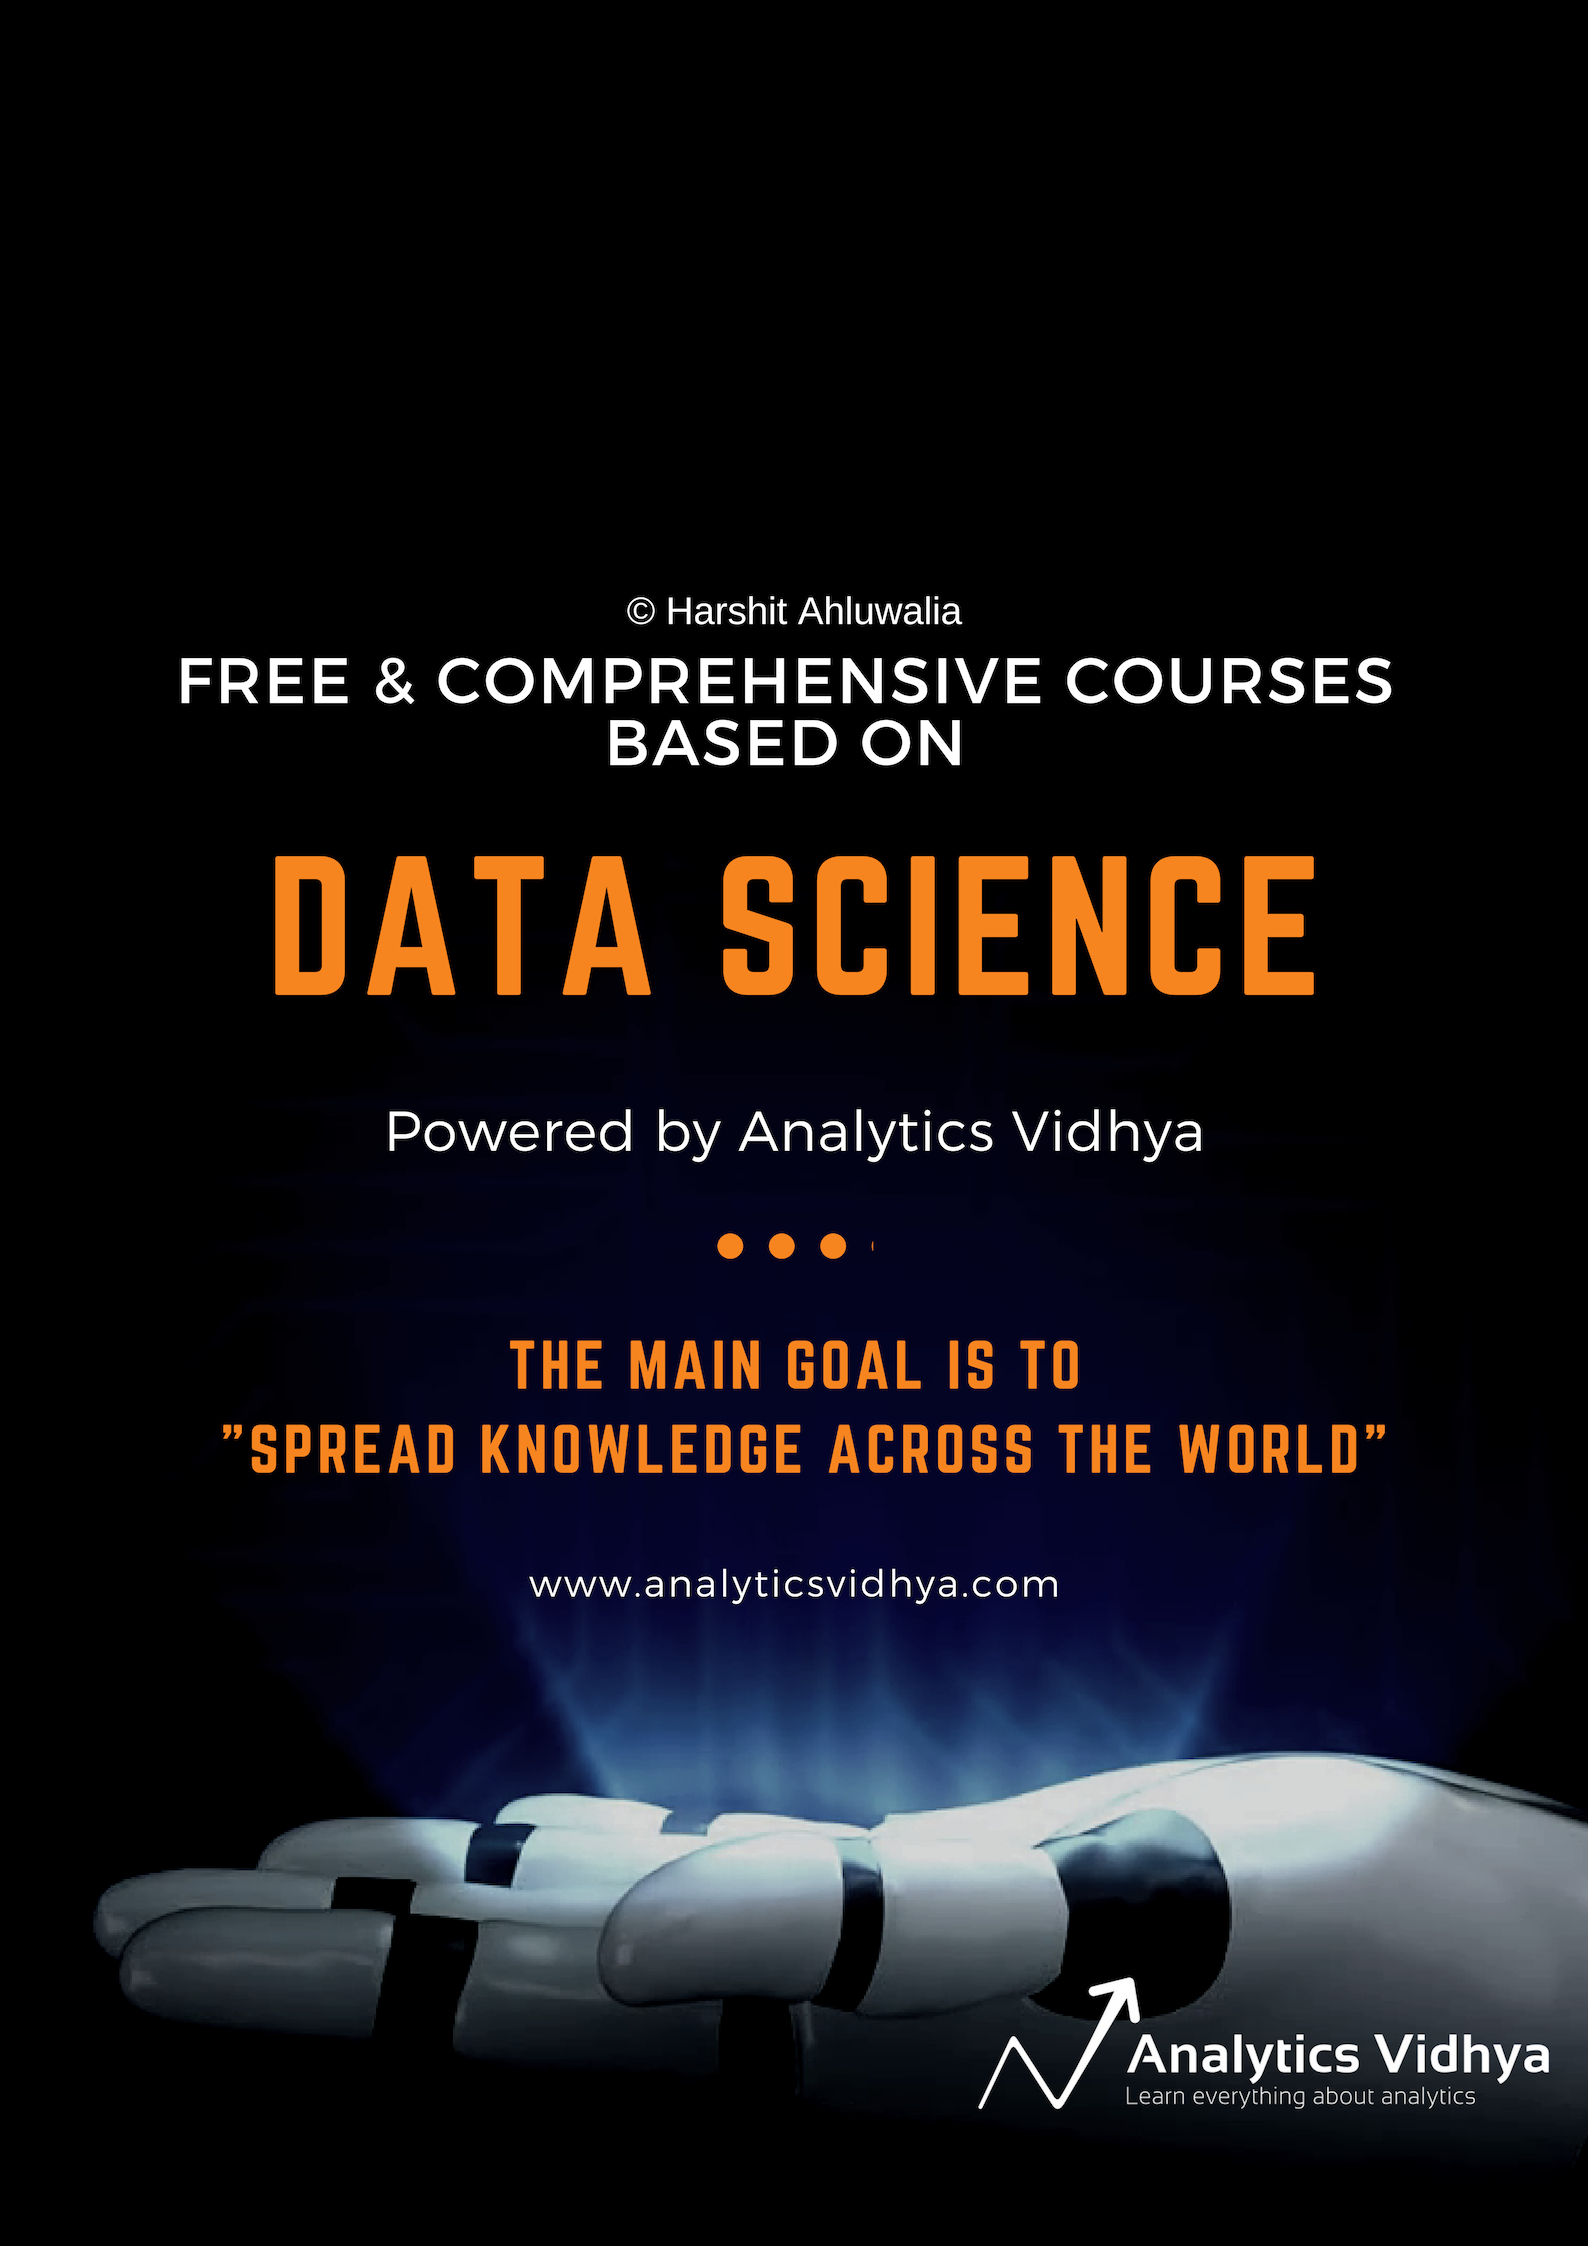 © Harshit Ahluwalia
FREE & COMPREHENSIVE COURSES
BASED ON
DATA SCIENCE
Powered by Analytics Vidhya
THE MAIN GOAL IS TO
”SPREAD KNOWLEDGE ACROSS THE WORLD”
www.analyticsvidhya.com
Analytics Vidhya
Learn everything about analytics